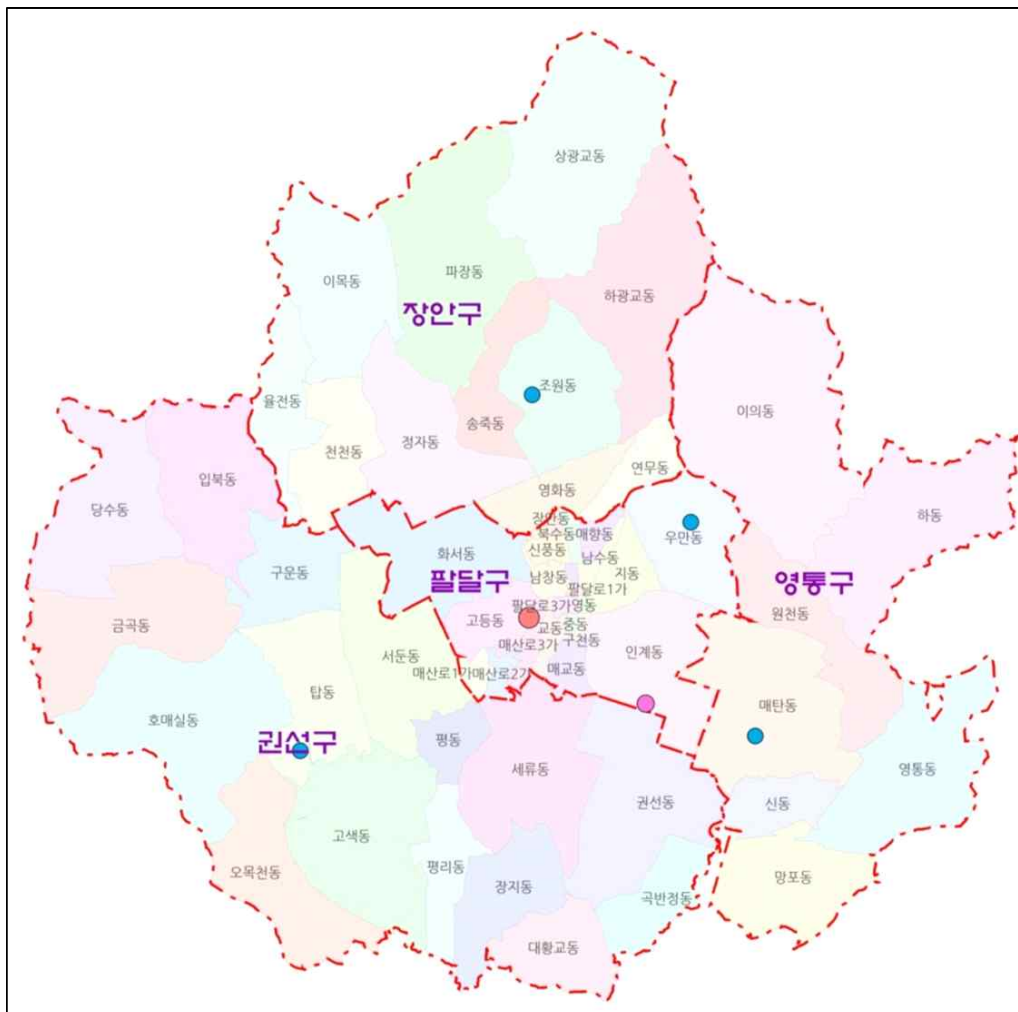 상광교동
파장동
이목동
하광교동
장안구
조원동
율전동
이의동
송죽동
정자동
천천동
연무동
입북동
영화동
당수동
하동
장안동
북수동
매향동
우만동
신풍동
화서동
남수동
구운동
지동
남창동
팔달구
영통구
팔달로1가
팔달로3가
영동
원천동
금곡동
고등동
교동
중동
구천동
매산로3가
인계동
서둔동
매교동
매산로1가
매산로2가
탑동
매탄동
호매실동
권선구
평동
세류동
영통동
권선동
신동
고색동
평리동
오목천동
망포동
장지동
곡반정동
대황교동